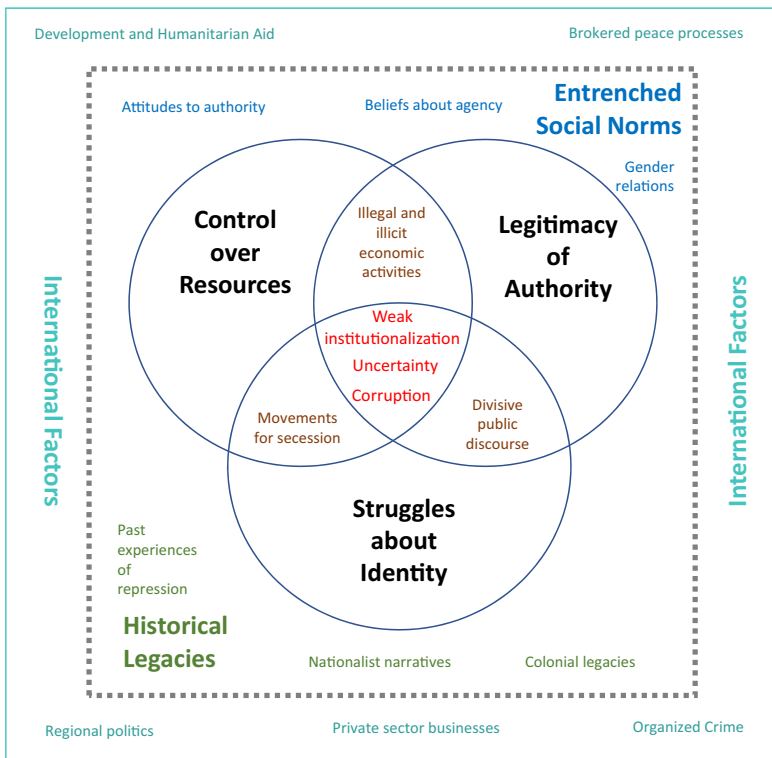 Development and Humanitarian Aid
Brokered peace processes
Entrenched
Social Norms
Attitudes to authority
Beliefs about agency
Gender
relations
Control
over
Resources
Illegal and
illicit
economic
activities
Legitimacy
of
Authority
International Factors
International Factors
Weak
institutionalization
Uncertainty
Corruption
Movements
for secession
Divisive
public
discourse
Struggles
about
Identity
Past
experiences
of
repression
Historical
Legacies
Nationalist narratives
Colonial legacies
Regional politics
Private sector businesses
Organized Crime